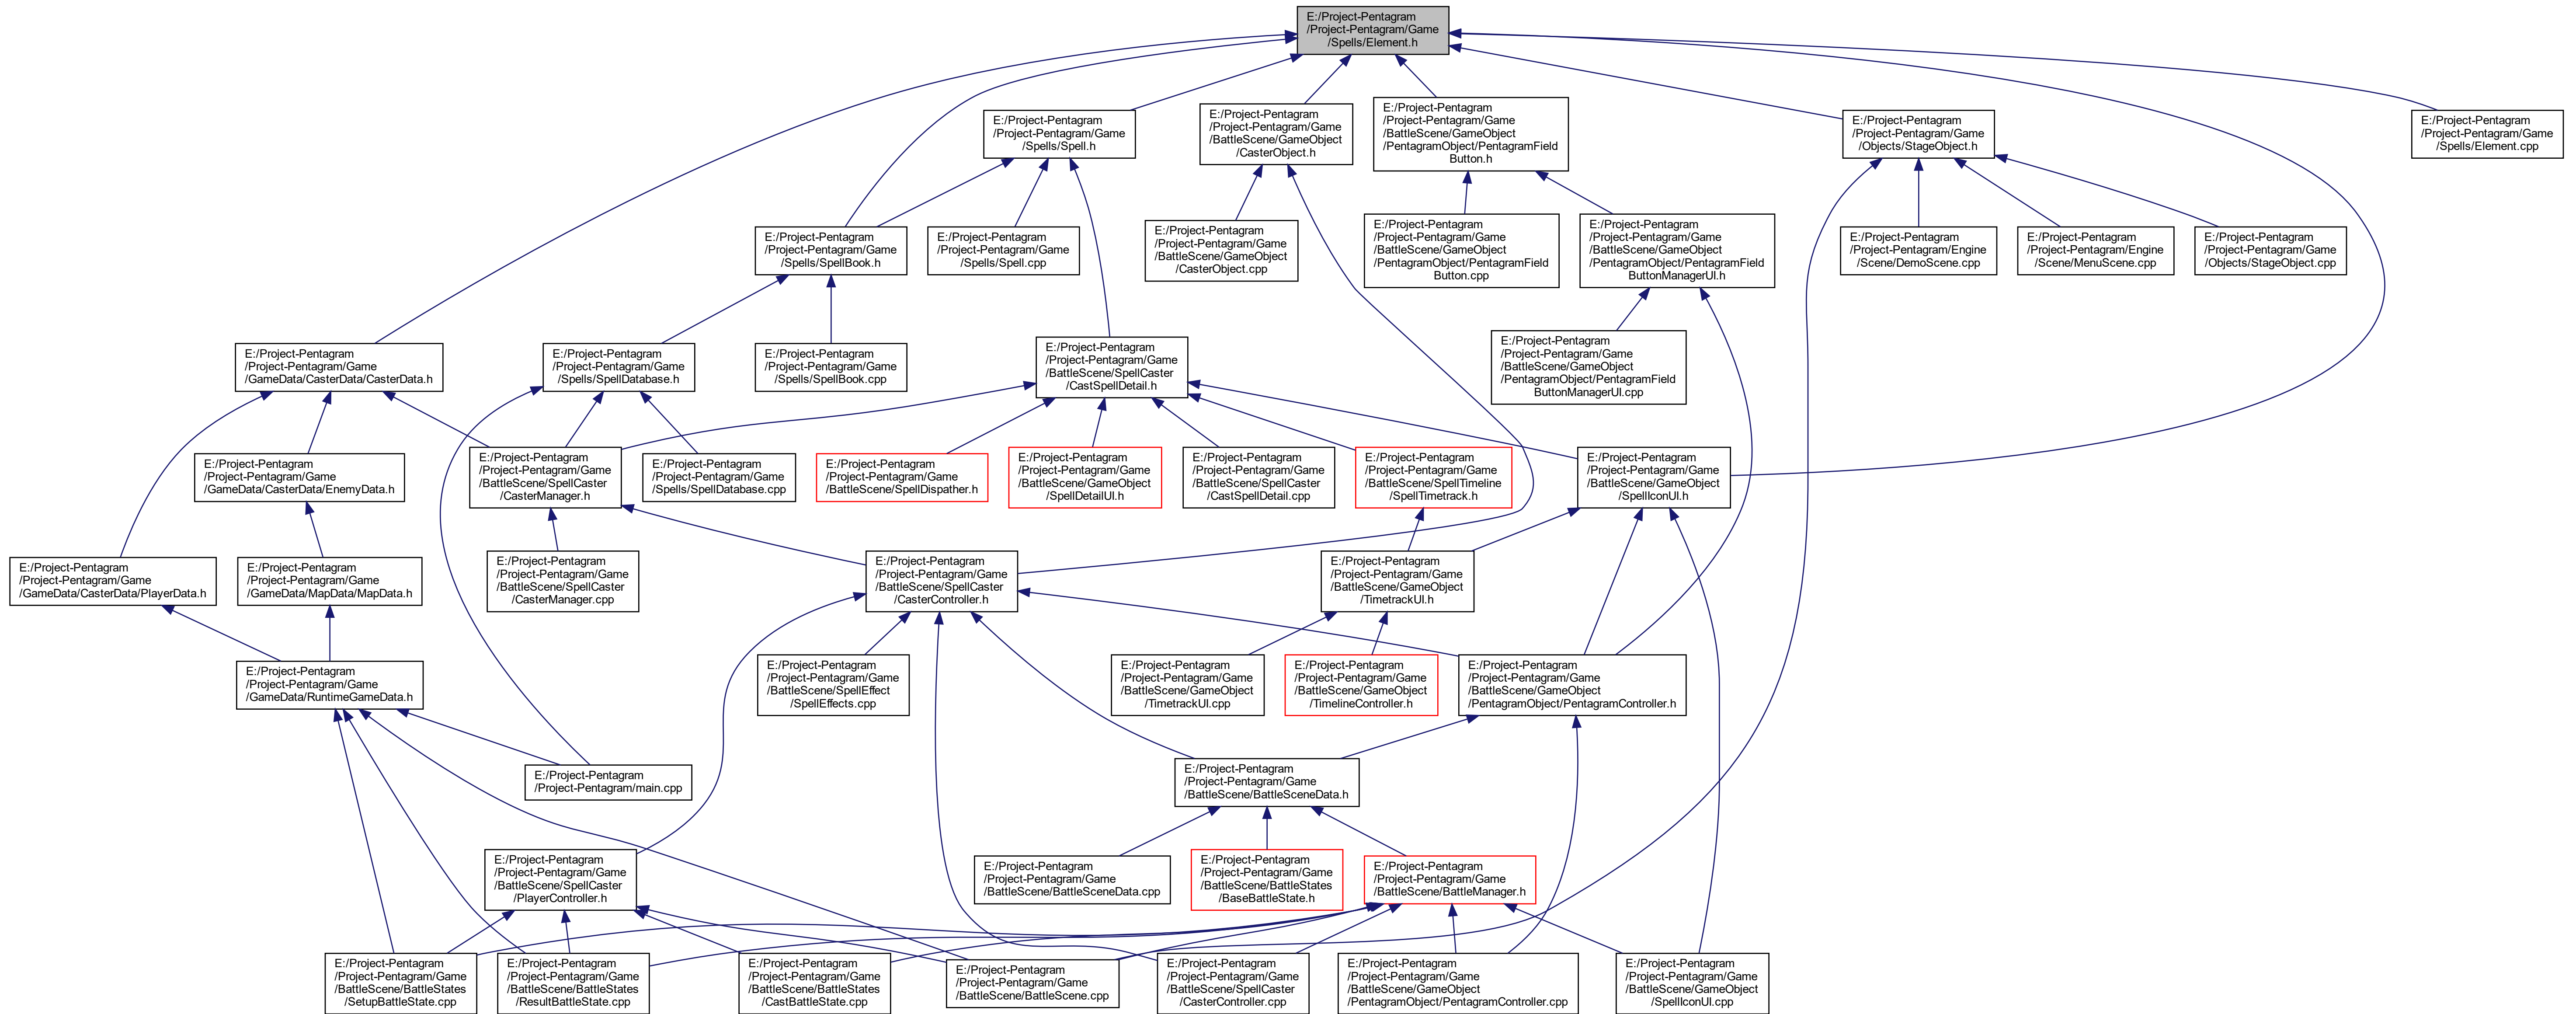 E:/Project-Pentagram
/Project-Pentagram/Game
/Spells/Element.h
E:/Project-Pentagram
/Project-Pentagram/Game
/Spells/Spell.h
E:/Project-Pentagram
/Project-Pentagram/Game
/BattleScene/GameObject
/CasterObject.h
E:/Project-Pentagram
/Project-Pentagram/Game
/BattleScene/GameObject
/PentagramObject/PentagramField
Button.h
E:/Project-Pentagram
/Project-Pentagram/Game
/Objects/StageObject.h
E:/Project-Pentagram
/Project-Pentagram/Game
/Spells/Element.cpp
E:/Project-Pentagram
/Project-Pentagram/Game
/Spells/SpellBook.h
E:/Project-Pentagram
/Project-Pentagram/Game
/Spells/Spell.cpp
E:/Project-Pentagram
/Project-Pentagram/Game
/BattleScene/GameObject
/CasterObject.cpp
E:/Project-Pentagram
/Project-Pentagram/Game
/BattleScene/GameObject
/PentagramObject/PentagramField
Button.cpp
E:/Project-Pentagram
/Project-Pentagram/Game
/BattleScene/GameObject
/PentagramObject/PentagramField
ButtonManagerUI.h
E:/Project-Pentagram
/Project-Pentagram/Engine
/Scene/DemoScene.cpp
E:/Project-Pentagram
/Project-Pentagram/Engine
/Scene/MenuScene.cpp
E:/Project-Pentagram
/Project-Pentagram/Game
/Objects/StageObject.cpp
E:/Project-Pentagram
/Project-Pentagram/Game
/GameData/CasterData/CasterData.h
E:/Project-Pentagram
/Project-Pentagram/Game
/Spells/SpellDatabase.h
E:/Project-Pentagram
/Project-Pentagram/Game
/Spells/SpellBook.cpp
E:/Project-Pentagram
/Project-Pentagram/Game
/BattleScene/SpellCaster
/CastSpellDetail.h
E:/Project-Pentagram
/Project-Pentagram/Game
/BattleScene/GameObject
/PentagramObject/PentagramField
ButtonManagerUI.cpp
E:/Project-Pentagram
/Project-Pentagram/Game
/GameData/CasterData/EnemyData.h
E:/Project-Pentagram
/Project-Pentagram/Game
/BattleScene/SpellCaster
/CasterManager.h
E:/Project-Pentagram
/Project-Pentagram/Game
/Spells/SpellDatabase.cpp
E:/Project-Pentagram
/Project-Pentagram/Game
/BattleScene/SpellDispather.h
E:/Project-Pentagram
/Project-Pentagram/Game
/BattleScene/GameObject
/SpellDetailUI.h
E:/Project-Pentagram
/Project-Pentagram/Game
/BattleScene/SpellCaster
/CastSpellDetail.cpp
E:/Project-Pentagram
/Project-Pentagram/Game
/BattleScene/SpellTimeline
/SpellTimetrack.h
E:/Project-Pentagram
/Project-Pentagram/Game
/BattleScene/GameObject
/SpellIconUI.h
E:/Project-Pentagram
/Project-Pentagram/Game
/GameData/CasterData/PlayerData.h
E:/Project-Pentagram
/Project-Pentagram/Game
/GameData/MapData/MapData.h
E:/Project-Pentagram
/Project-Pentagram/Game
/BattleScene/SpellCaster
/CasterManager.cpp
E:/Project-Pentagram
/Project-Pentagram/Game
/BattleScene/SpellCaster
/CasterController.h
E:/Project-Pentagram
/Project-Pentagram/Game
/BattleScene/GameObject
/TimetrackUI.h
E:/Project-Pentagram
/Project-Pentagram/Game
/GameData/RuntimeGameData.h
E:/Project-Pentagram
/Project-Pentagram/Game
/BattleScene/SpellEffect
/SpellEffects.cpp
E:/Project-Pentagram
/Project-Pentagram/Game
/BattleScene/GameObject
/TimetrackUI.cpp
E:/Project-Pentagram
/Project-Pentagram/Game
/BattleScene/GameObject
/TimelineController.h
E:/Project-Pentagram
/Project-Pentagram/Game
/BattleScene/GameObject
/PentagramObject/PentagramController.h
E:/Project-Pentagram
/Project-Pentagram/main.cpp
E:/Project-Pentagram
/Project-Pentagram/Game
/BattleScene/BattleSceneData.h
E:/Project-Pentagram
/Project-Pentagram/Game
/BattleScene/SpellCaster
/PlayerController.h
E:/Project-Pentagram
/Project-Pentagram/Game
/BattleScene/BattleSceneData.cpp
E:/Project-Pentagram
/Project-Pentagram/Game
/BattleScene/BattleStates
/BaseBattleState.h
E:/Project-Pentagram
/Project-Pentagram/Game
/BattleScene/BattleManager.h
E:/Project-Pentagram
/Project-Pentagram/Game
/BattleScene/BattleStates
/SetupBattleState.cpp
E:/Project-Pentagram
/Project-Pentagram/Game
/BattleScene/BattleStates
/ResultBattleState.cpp
E:/Project-Pentagram
/Project-Pentagram/Game
/BattleScene/BattleStates
/CastBattleState.cpp
E:/Project-Pentagram
/Project-Pentagram/Game
/BattleScene/BattleScene.cpp
E:/Project-Pentagram
/Project-Pentagram/Game
/BattleScene/SpellCaster
/CasterController.cpp
E:/Project-Pentagram
/Project-Pentagram/Game
/BattleScene/GameObject
/PentagramObject/PentagramController.cpp
E:/Project-Pentagram
/Project-Pentagram/Game
/BattleScene/GameObject
/SpellIconUI.cpp